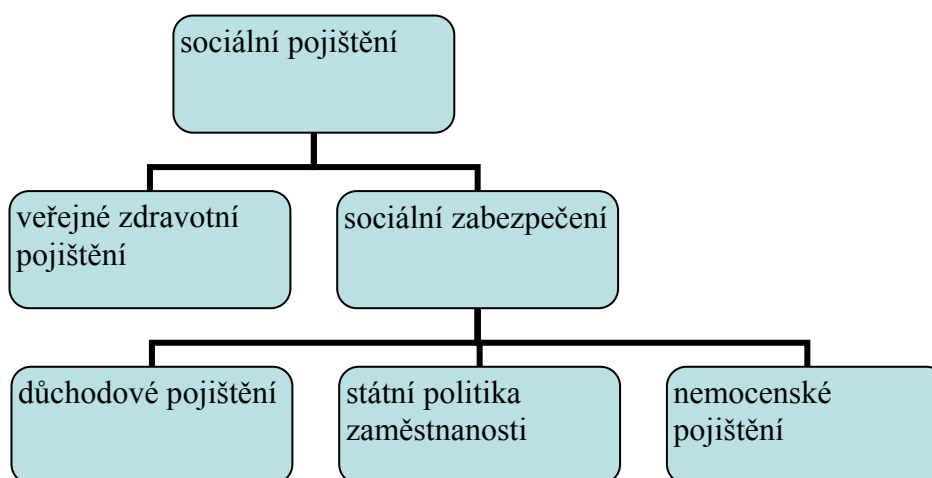 sociální pojištění
veřejné zdravotní
pojištění
sociální zabezpečení
důchodové pojištění
státní politika
zaměstnanosti
nemocenské
pojištění